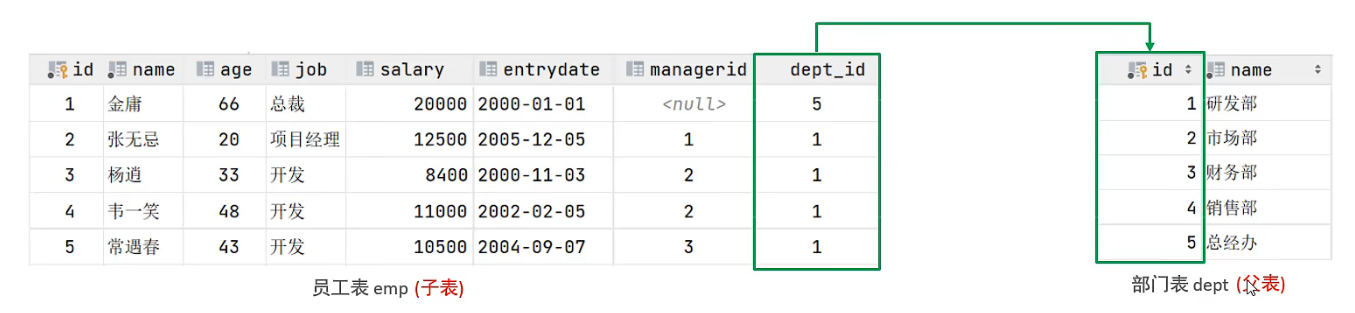 id name age job salary entrydate managerid dept_id
1 金庸 66 总裁 20000 2000-01-01 <null> 5
2 张无忌 20 项目经理 12500 2005-12-05 1 1
3 杨逍 33 开发 8400 2000-11-03 2 1
4 韦一笑 48 开发 11000 2002-02-05 2 1
5 常遇春 43 开发 10500 2004-09-07 3 1
员工表 emp (子表)
id name
1 研发部
2 市场部
3 财务部
4 销售部
5 总经办
部门表 dept (父表)